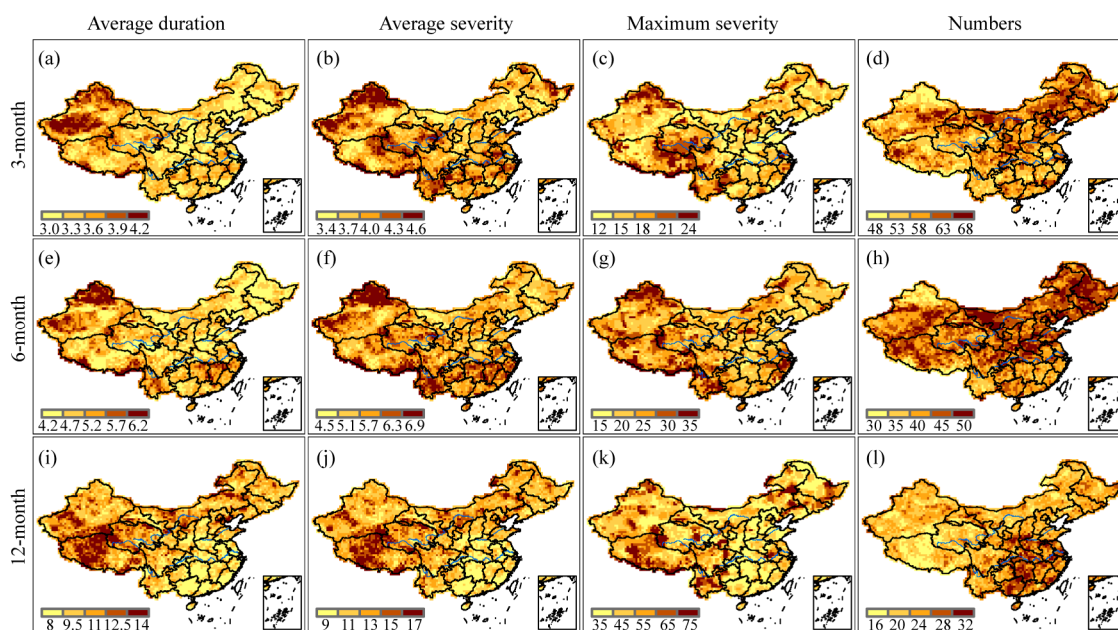 Average duration Average severity Maximum severity Numbers
3-month
(a) (b) (c) (d)
3.0 3.3 3.6 3.9 4.2 3.4 3.7 4.0 4.3 4.6 12 15 18 21 24 48 53 58 63 68
6-month
(e) (f) (g) (h)
4.2 4.7 5.2 5.7 6.2 4.5 5.1 5.7 6.3 6.9 15 20 25 30 35 30 35 40 45 50
12-month
(i) (j) (k) (l)
8 9.5 11 12.5 14 9 11 13 15 17 35 45 55 65 75 16 20 24 28 32